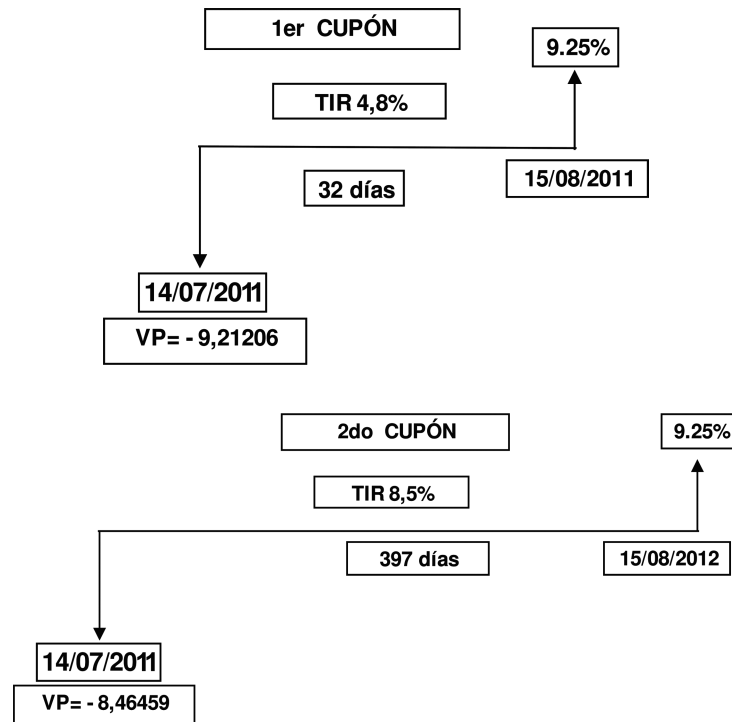 1er CUPÓN
9.25%
TIR 4,8%
32 días
15/08/2011
14/07/2011
VP= - 9,21206
2do CUPÓN
9.25%
TIR 8,5%
397 días
15/08/2012
14/07/2011
VP= - 8,46459